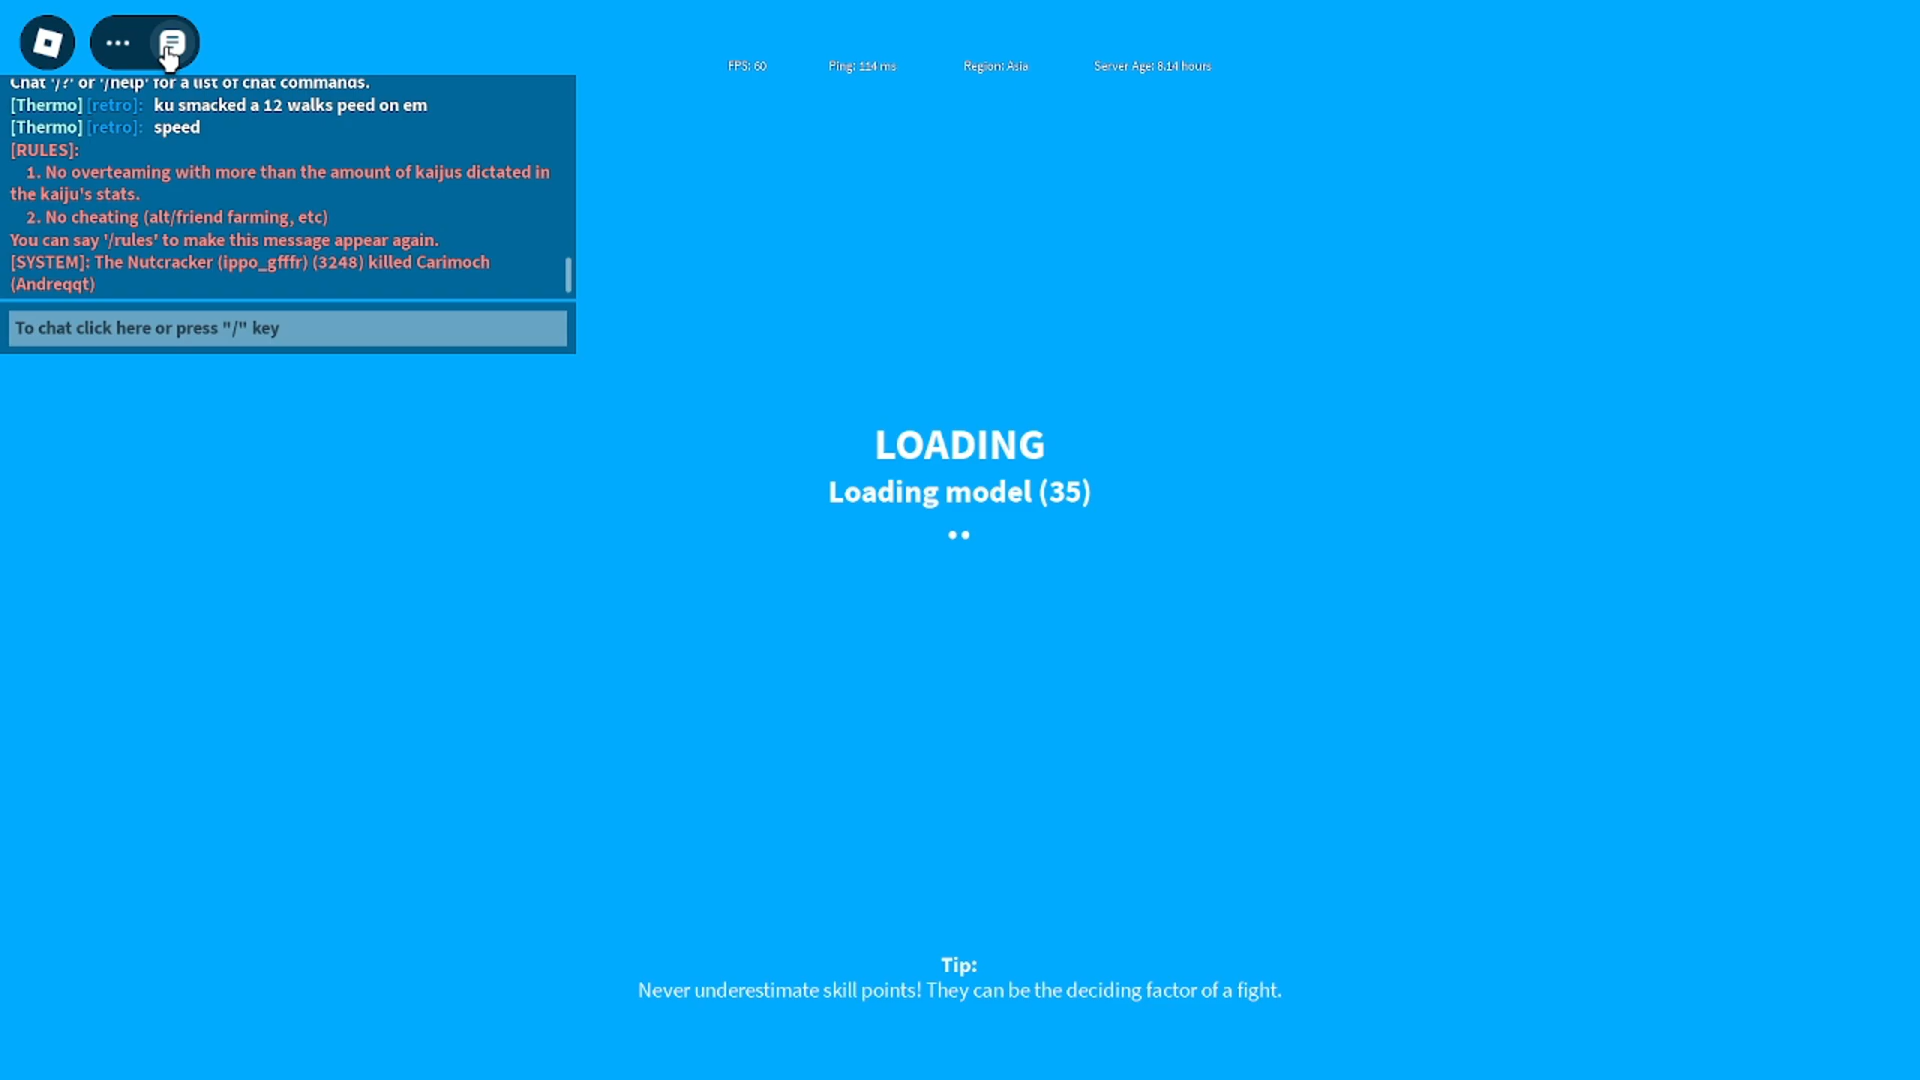 FPS: 60 Ping: 114 ms Region: Asia Server Age: 8.14 hours
Chat '/?' or '/help' for a list of chat commands.
[Thermo] [retro]: ku smacked a 12 walks peed on em
[Thermo] [retro]: speed
[RULES]:
1. No overteaming with more than the amount of kaijus dictated in
the kaiju's stats.
2. No cheating (alt/friend farming, etc)
You can say '/rules' to make this message appear again.
[SYSTEM]: The Nutcracker (ippo_gfffr) (3248) killed Carimoch
(Andreqqt)
To chat click here or press "/" key
LOADING
Loading model (35)
Tip:
Never underestimate skill points! They can be the deciding factor of a fight.